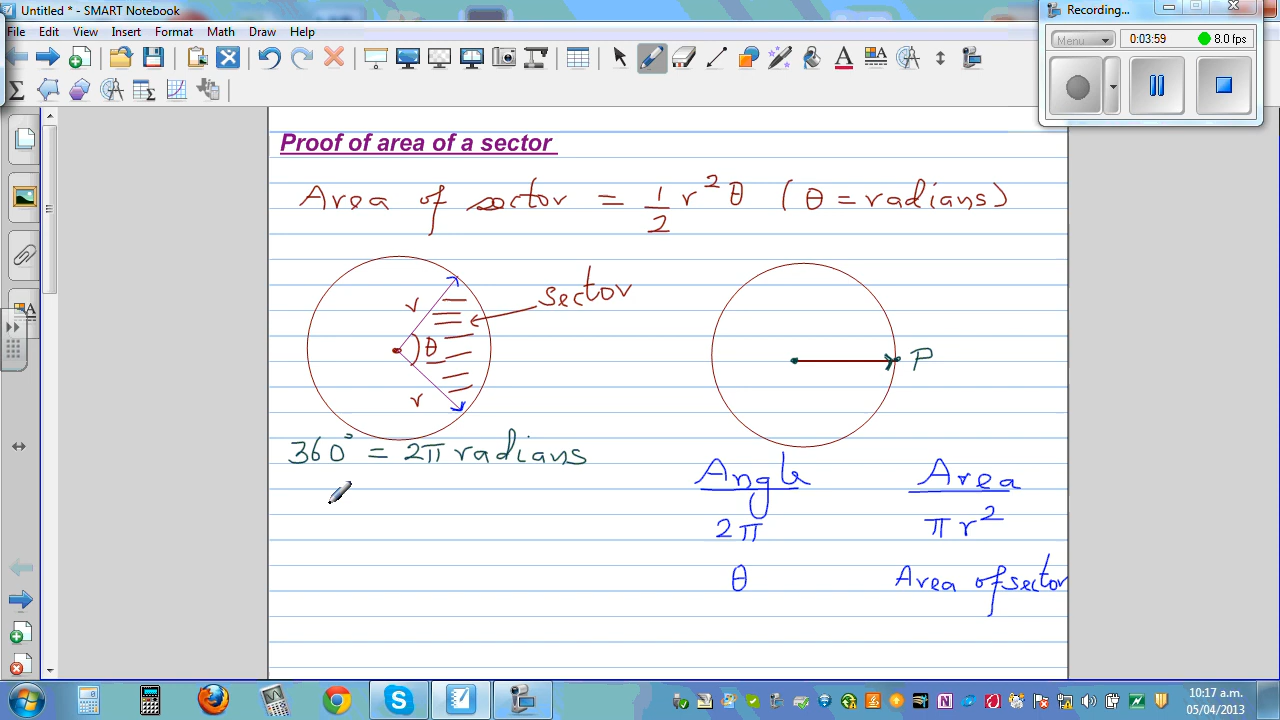 Untitled * - SMART Notebook
Recording...
File Edit View Insert Format Math Draw Help
Menu 0:03:59 8.0 fps
Proof of area of a sector
Area of sector = 1/2 r² θ (θ = radians)
r
sector
θ
P
r
360° = 2π radians
Angle Area
2π πr²
θ Area of sector
10:17 a.m.
05/04/2013